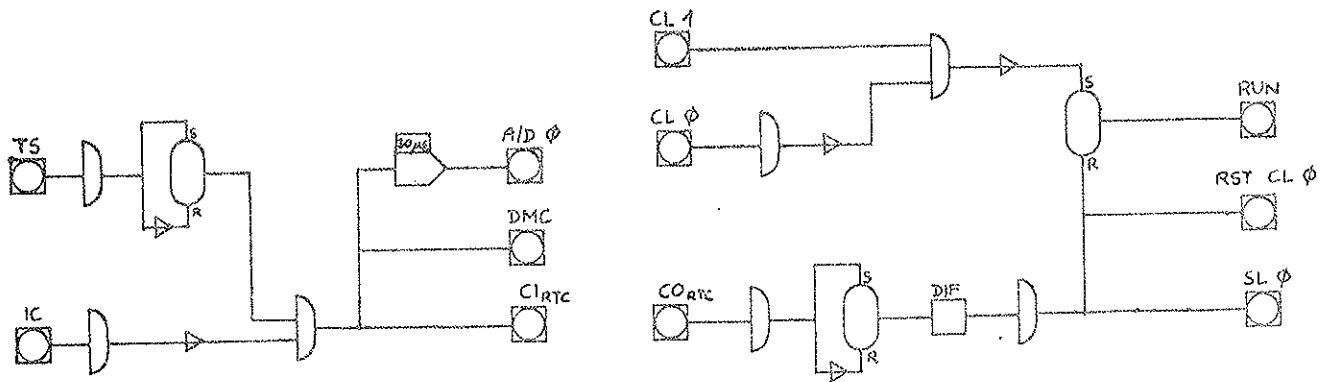 TS
S
R
IC
30μs
A/D Ø
DMC
CI RTC
CL 1
CL Ø
S
R
RUN
RST CL Ø
CO RTC
S
R
DIF
SL Ø